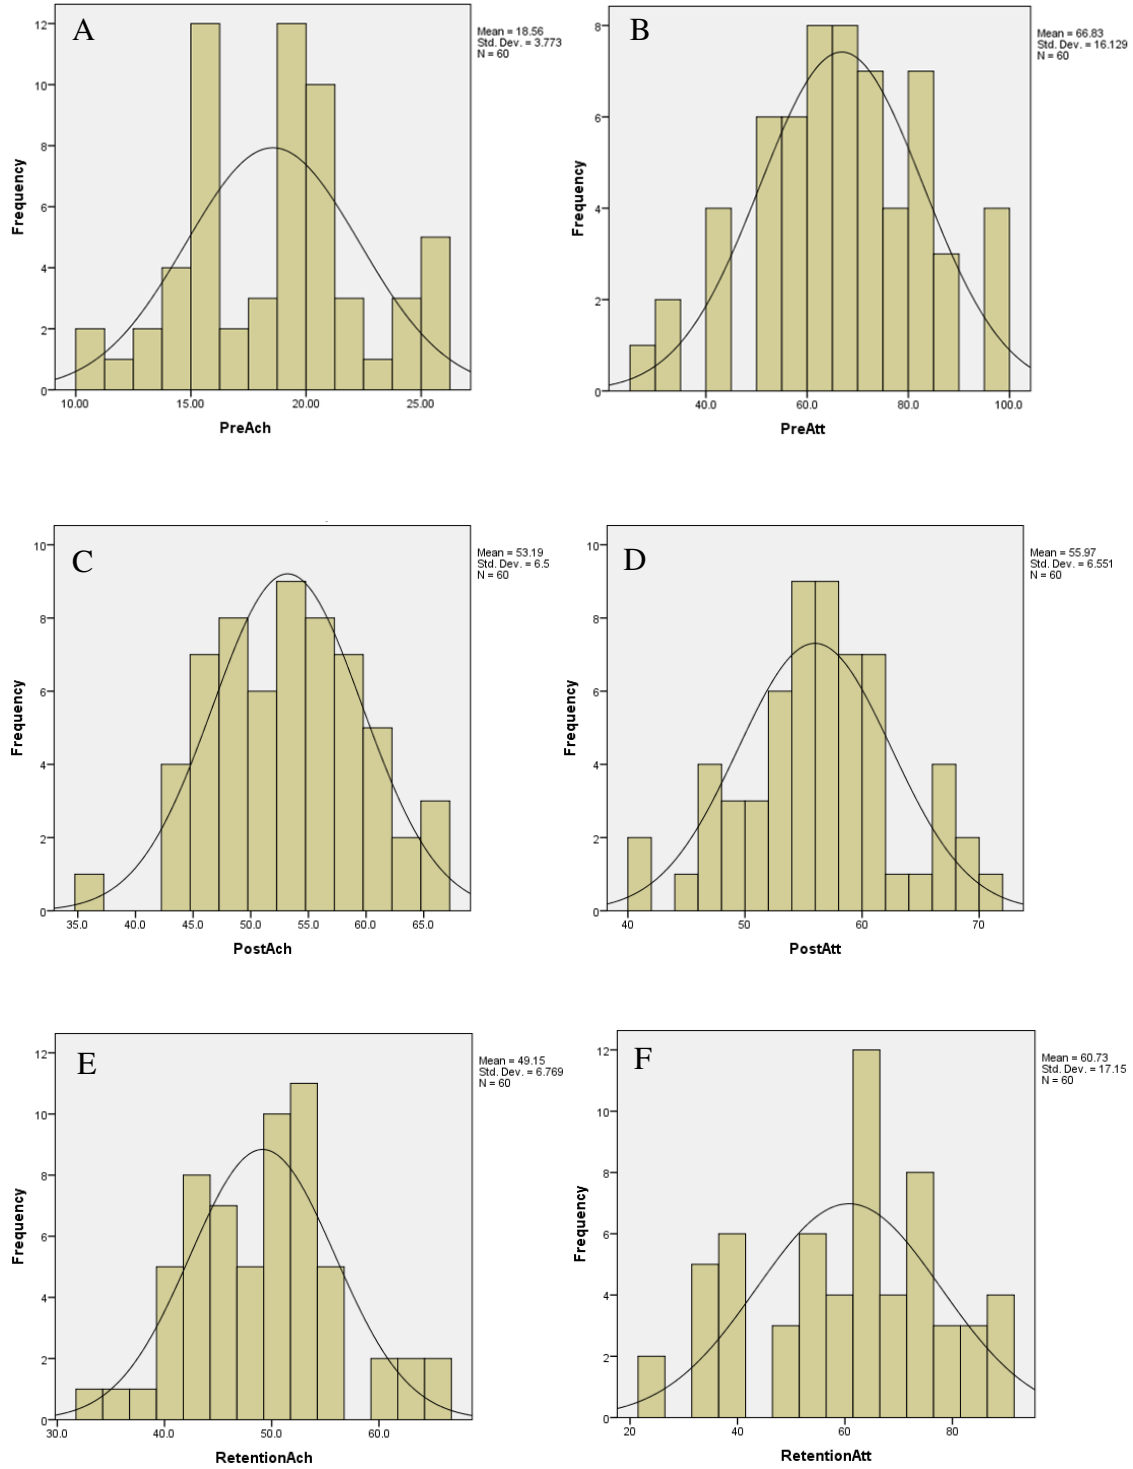 A
Mean = 18.56
Std. Dev. = 3.773
N = 60
12
10
8
6
4
2
0
Frequency
10.00 15.00 20.00 25.00
PreAch
B
Mean = 66.83
Std. Dev. = 16.129
N = 60
8
6
4
2
0
Frequency
40.0 60.0 80.0 100.0
PreAtt
C
Mean = 53.19
Std. Dev. = 6.5
N = 60
10
8
6
4
2
0
Frequency
35.0 40.0 45.0 50.0 55.0 60.0 65.0
PostAch
D
Mean = 55.97
Std. Dev. = 6.551
N = 60
10
8
6
4
2
0
Frequency
40 50 60 70
PostAtt
E
Mean = 49.15
Std. Dev. = 6.769
N = 60
12
10
8
6
4
2
0
Frequency
30.0 40.0 50.0 60.0
RetentionAch
F
Mean = 60.73
Std. Dev. = 17.15
N = 60
12
10
8
6
4
2
0
Frequency
20 40 60 80
RetentionAtt